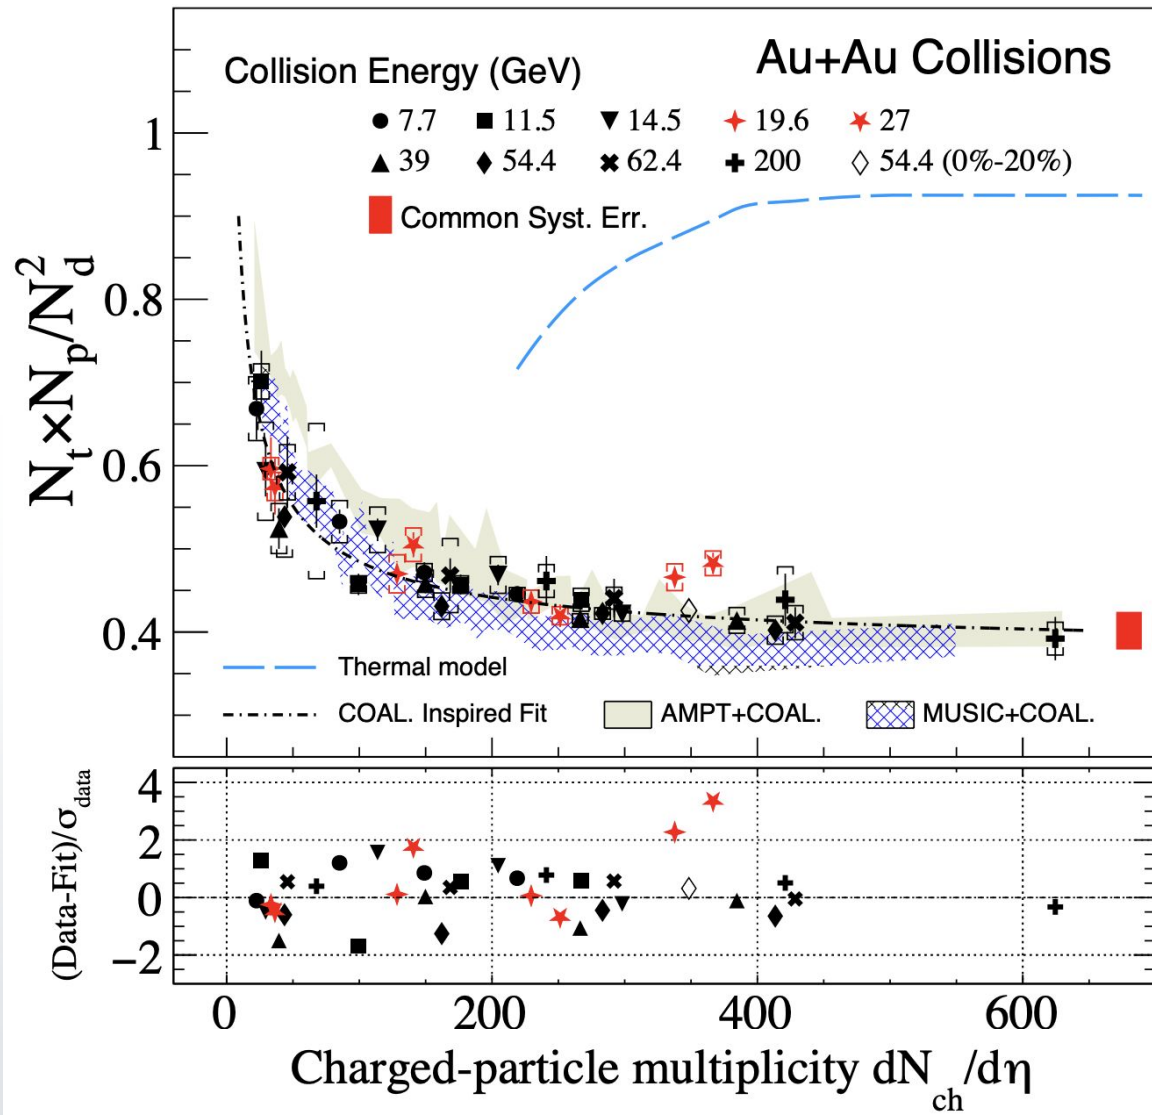 Au+Au Collisions
Collision Energy (GeV)
7.7 11.5 14.5 19.6 27
39 54.4 62.4 200 54.4 (0%-20%)
Common Syst. Err.
N_t×N_p/N_d^2
1
0.8
0.6
0.4
Thermal model
COAL. Inspired Fit AMPT+COAL. MUSIC+COAL.
(Data-Fit)/σ_data
4
2
0
−2
0 200 400 600
Charged-particle multiplicity dN_ch/dη